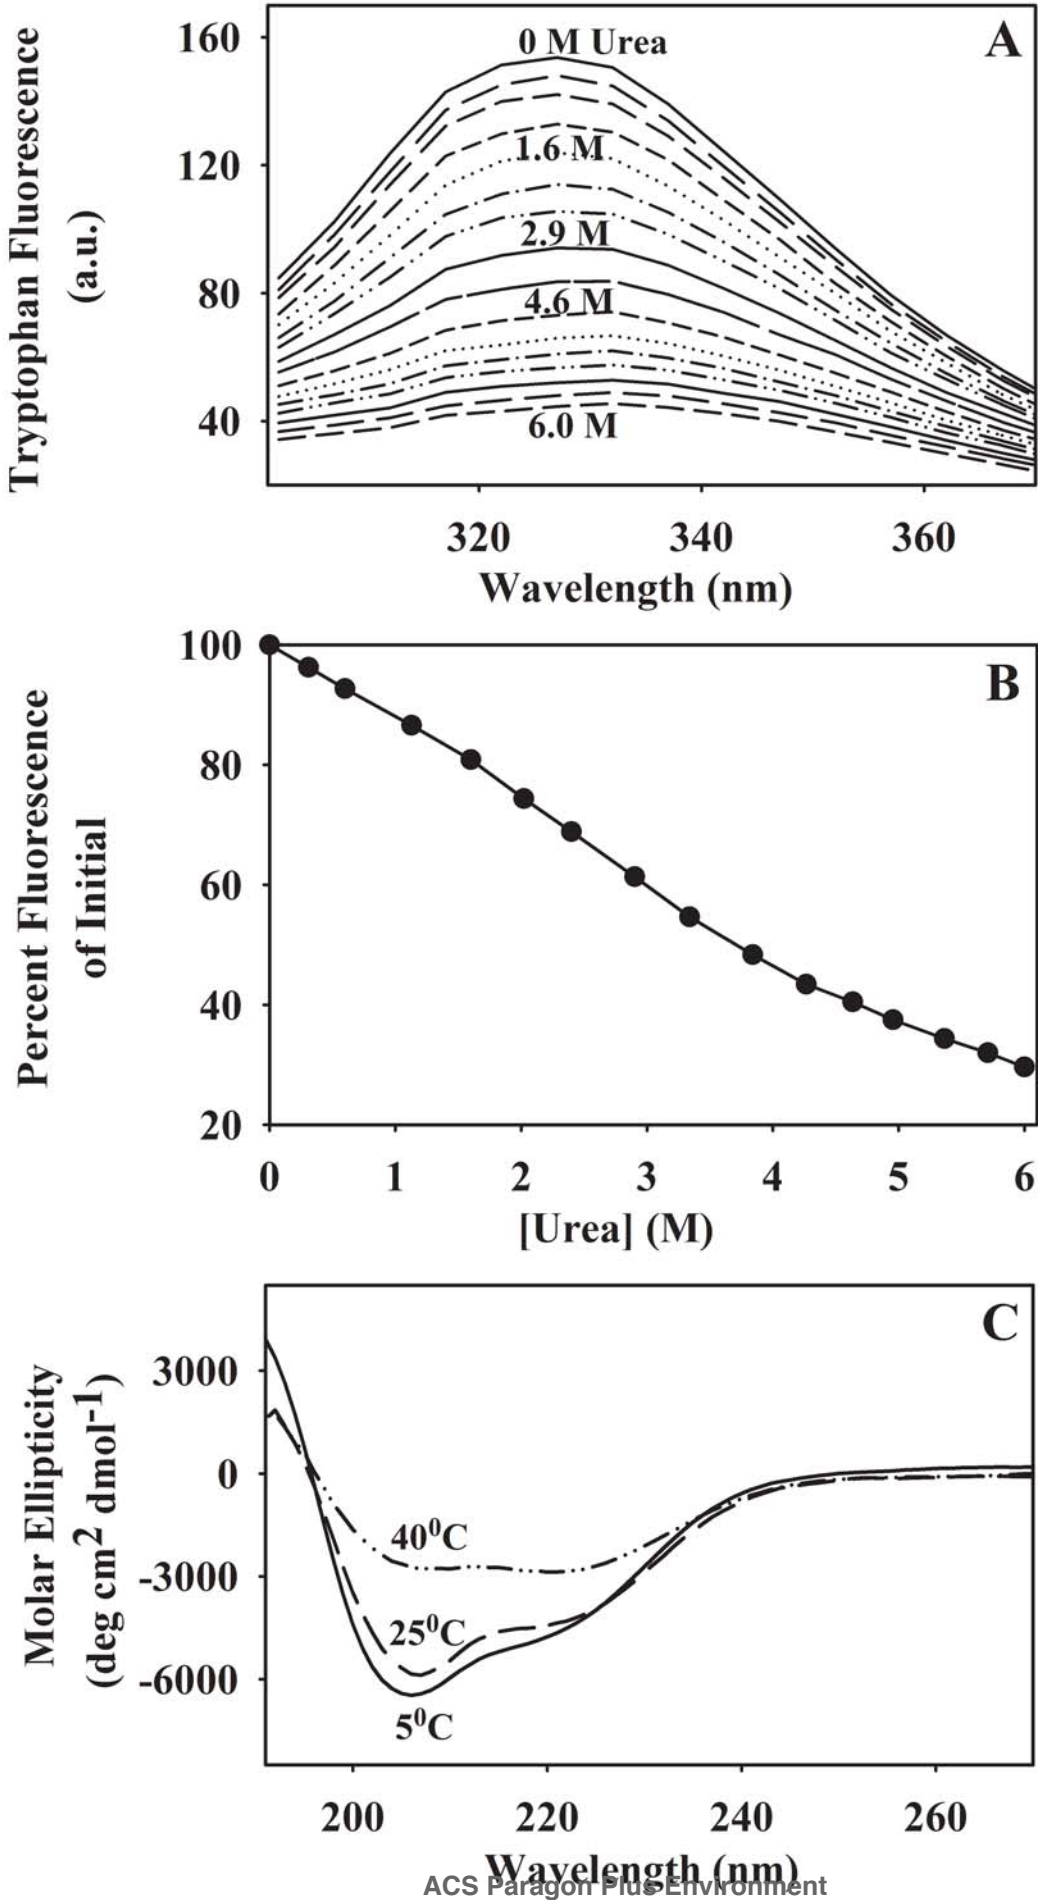 A
Tryptophan Fluorescence
(a.u.)
160
120
80
40
0 M Urea
1.6 M
2.9 M
4.6 M
6.0 M
320 340 360
Wavelength (nm)
B
Percent Fluorescence
of Initial
100
80
60
40
20
0 1 2 3 4 5 6
[Urea] (M)
C
Molar Ellipticity
(deg cm² dmol⁻¹)
3000
0
-3000
-6000
40⁰C
25⁰C
5⁰C
200 220 240 260
Wavelength (nm)
ACS Paragon Plus Environment